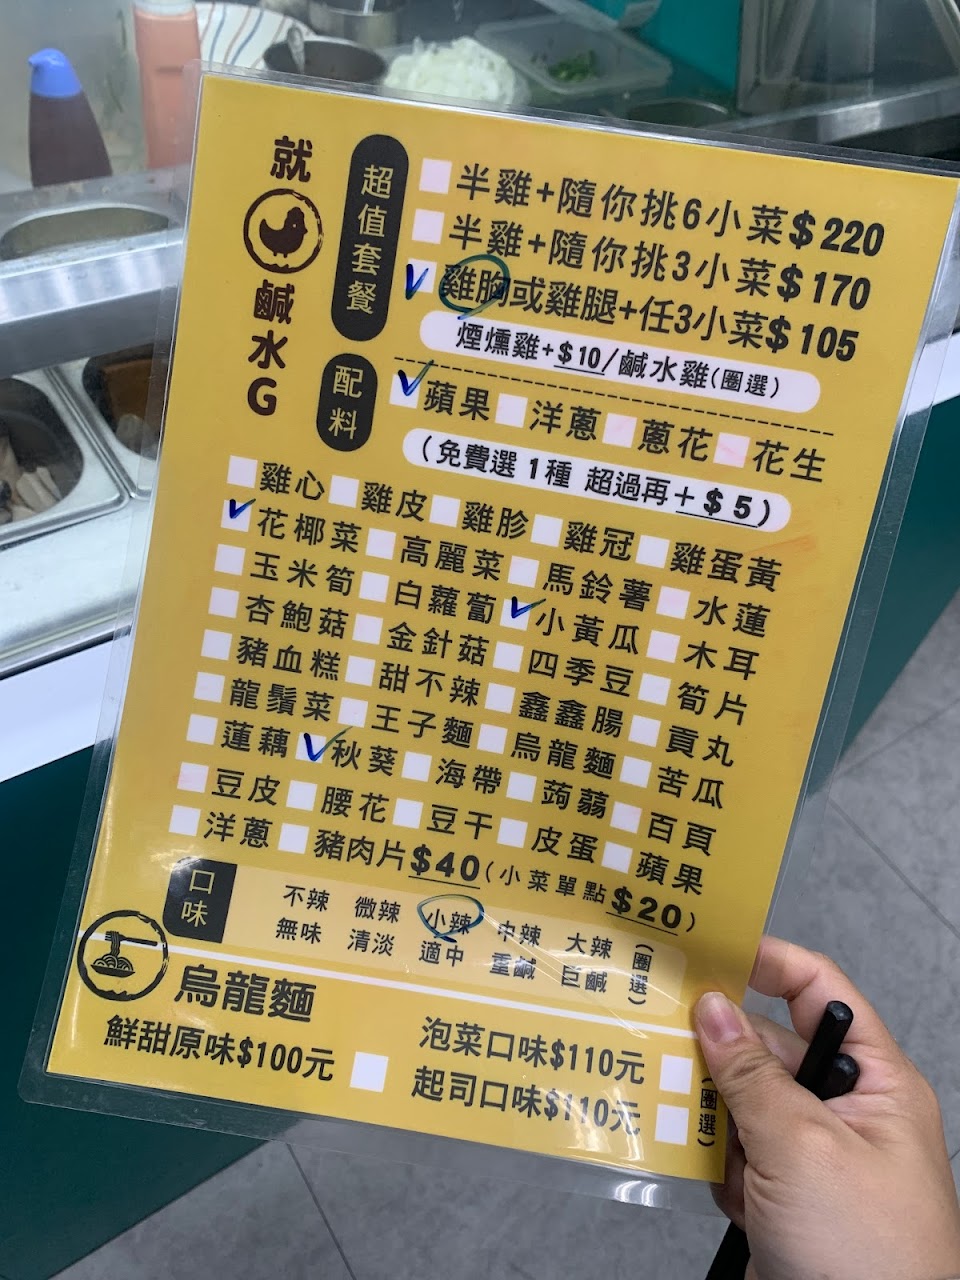 就
鹹
水
G
超值套餐
半雞+隨你挑6小菜$220
半雞+隨你挑3小菜$170
雞胸或雞腿+任3小菜$105
煙燻雞+$10/鹹水雞(圈選)
配料
蘋果 洋蔥 蔥花 花生
(免費選1種 超過再+$5)
雞心 雞皮 雞胗 雞冠 雞蛋黃
花椰菜 高麗菜 馬鈴薯 水蓮
玉米筍 白蘿蔔 小黃瓜 木耳
杏鮑菇 金針菇 四季豆 筍片
豬血糕 甜不辣 鑫鑫腸 貢丸
龍鬚菜 王子麵 烏龍麵 苦瓜
蓮藕 秋葵 海帶 蒟蒻 百頁
豆皮 腰花 豆干 皮蛋 蘋果
洋蔥 豬肉片$40(小菜單點$20)
口味
不辣 微辣 小辣 中辣 大辣
無味 清淡 適中 重鹹 巨鹹
(圈選)
烏龍麵
鮮甜原味$100元
泡菜口味$110元
起司口味$110元
(圈選)